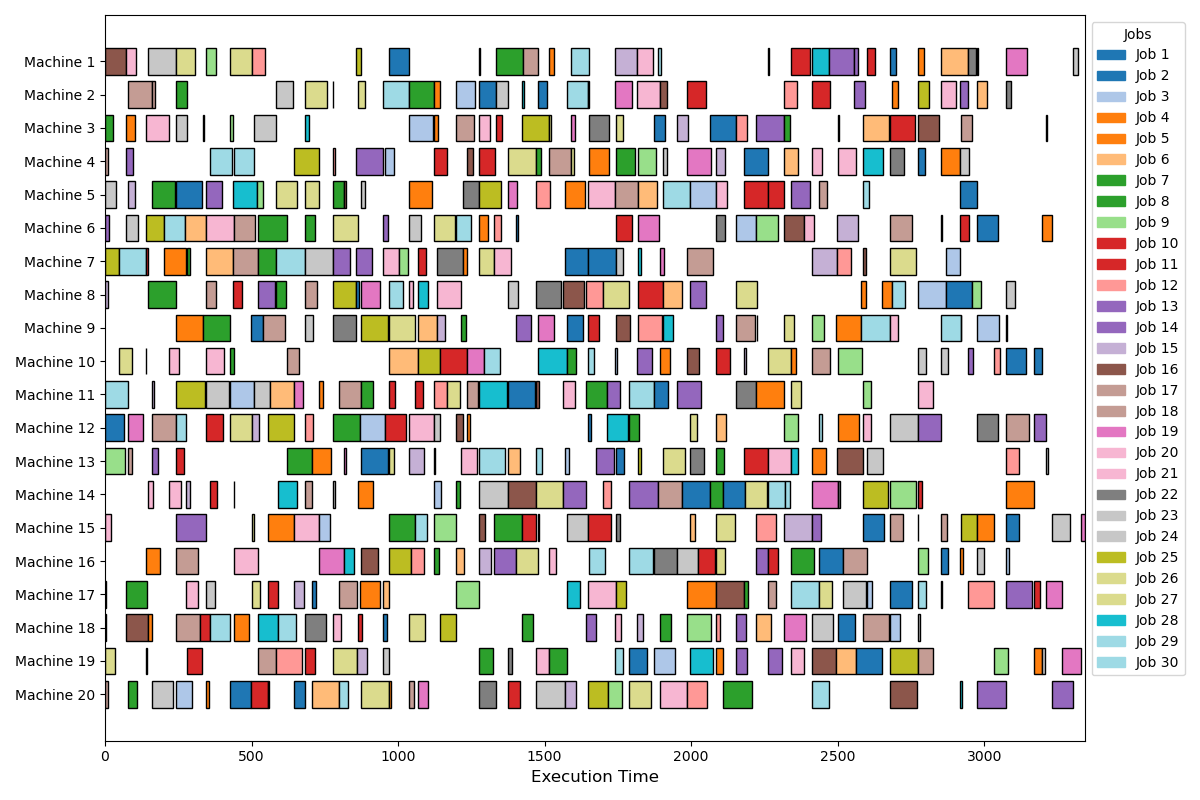 Machine 1
Machine 2
Machine 3
Machine 4
Machine 5
Machine 6
Machine 7
Machine 8
Machine 9
Machine 10
Machine 11
Machine 12
Machine 13
Machine 14
Machine 15
Machine 16
Machine 17
Machine 18
Machine 19
Machine 20
0 500 1000 1500 2000 2500 3000
Execution Time
Jobs
Job 1
Job 2
Job 3
Job 4
Job 5
Job 6
Job 7
Job 8
Job 9
Job 10
Job 11
Job 12
Job 13
Job 14
Job 15
Job 16
Job 17
Job 18
Job 19
Job 20
Job 21
Job 22
Job 23
Job 24
Job 25
Job 26
Job 27
Job 28
Job 29
Job 30